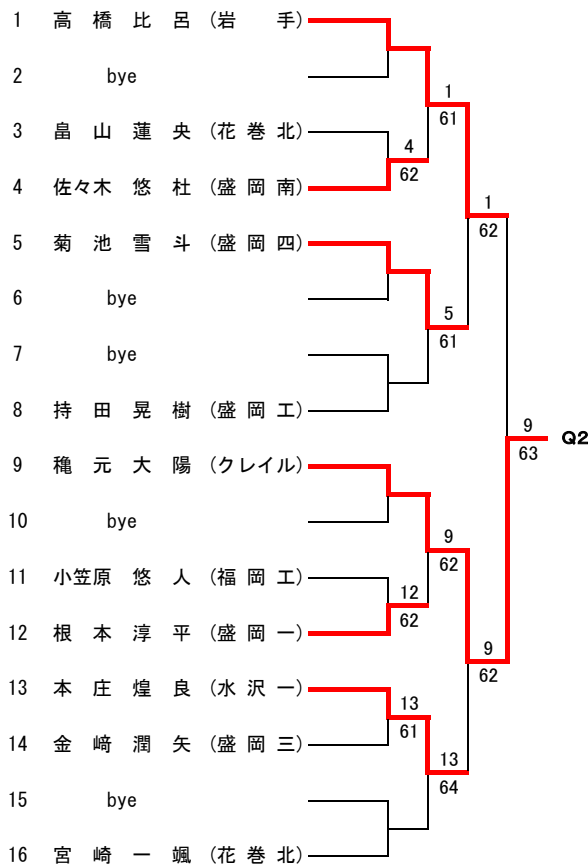 1 高橋比呂 (岩手)
2 bye
1
61
3 畠山蓮央 (花巻北)
4
62
4 佐々木悠杜 (盛岡南)
1
62
5 菊池雪斗 (盛岡四)
6 bye
5
61
7 bye
8 持田晃樹 (盛岡工)
9
63
Q2
9 穐元大陽 (クレイル)
10 bye
9
62
11 小笠原悠人 (福岡工)
12
62
12 根本淳平 (盛岡一)
9
62
13 本庄煌良 (水沢一)
13
61
14 金﨑潤矢 (盛岡三)
13
64
15 bye
16 宮崎一颯 (花巻北)